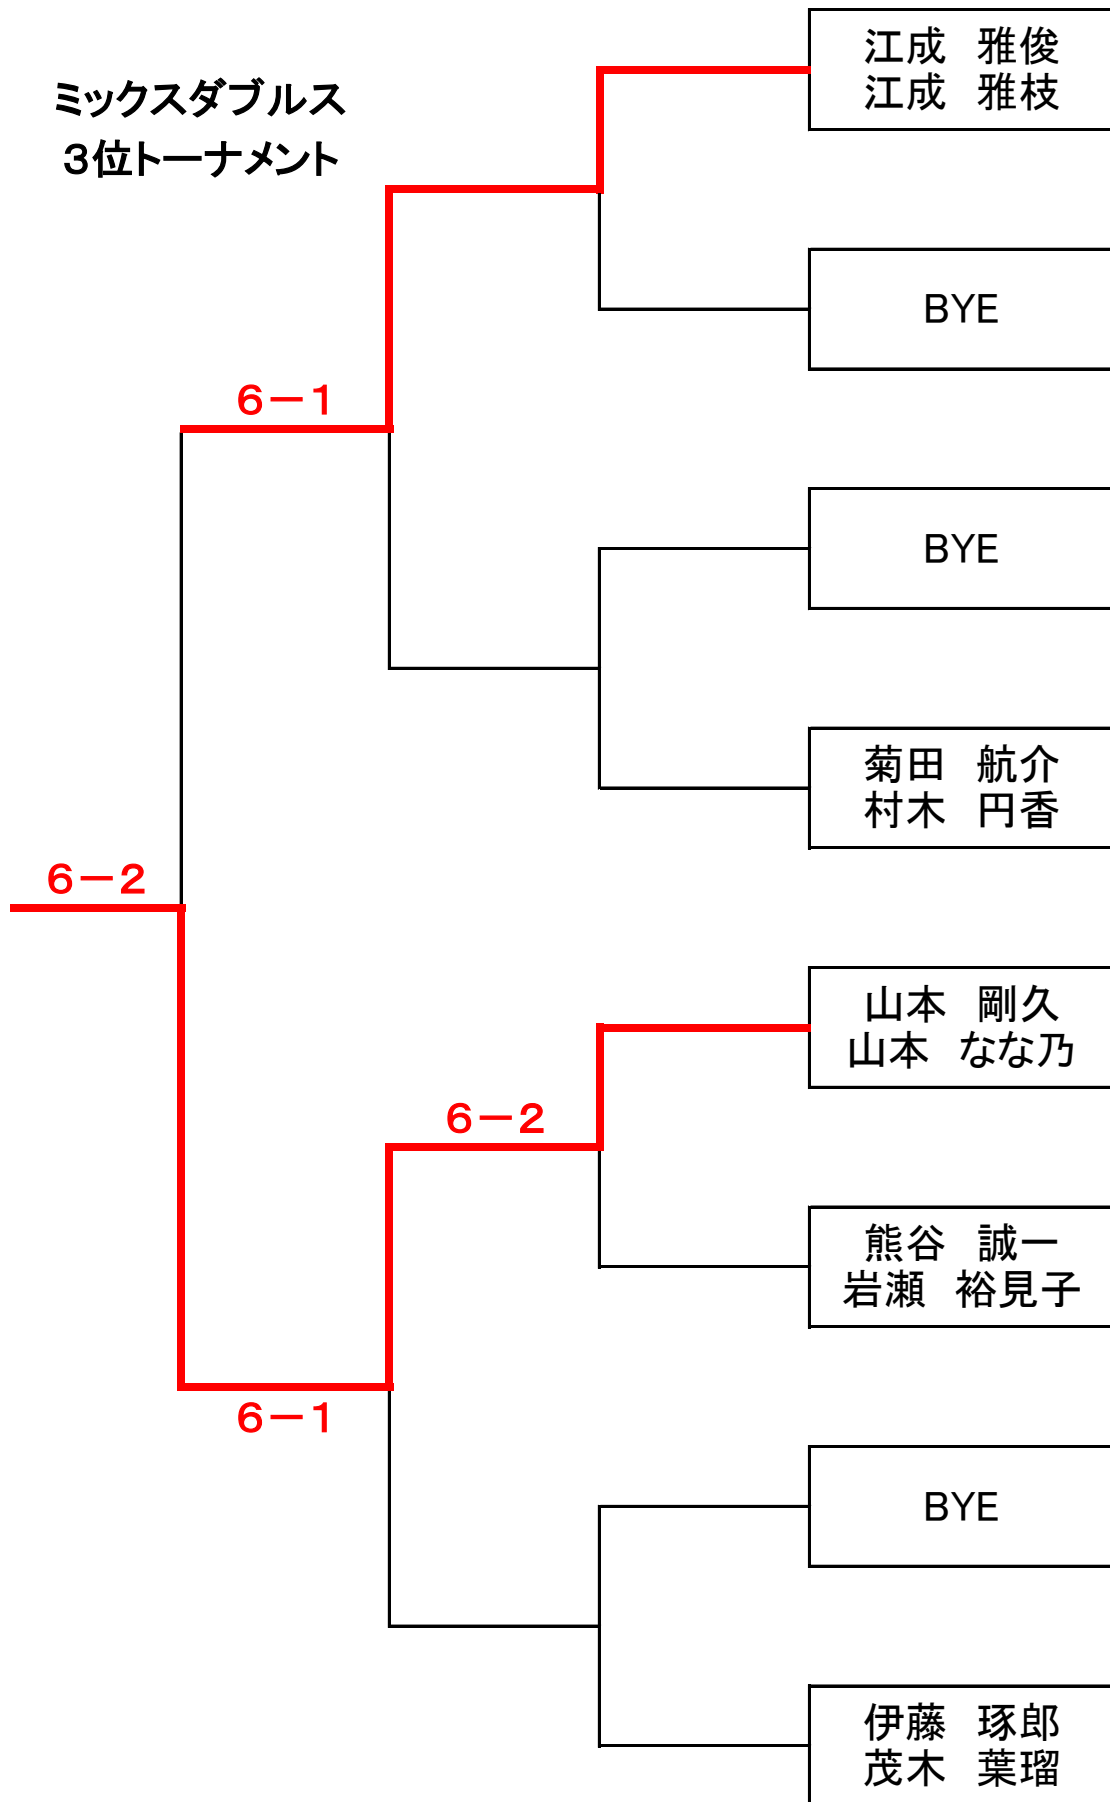 江成　雅俊
江成　雅枝
ミックスダブルス
３位トーナメント
BYE
６－１
BYE
菊田　航介
村木　円香
６－２
山本　剛久
山本　なな乃
６－２
熊谷　誠一
岩瀬　裕見子
６－１
BYE
伊藤　琢郎
茂木　葉瑠